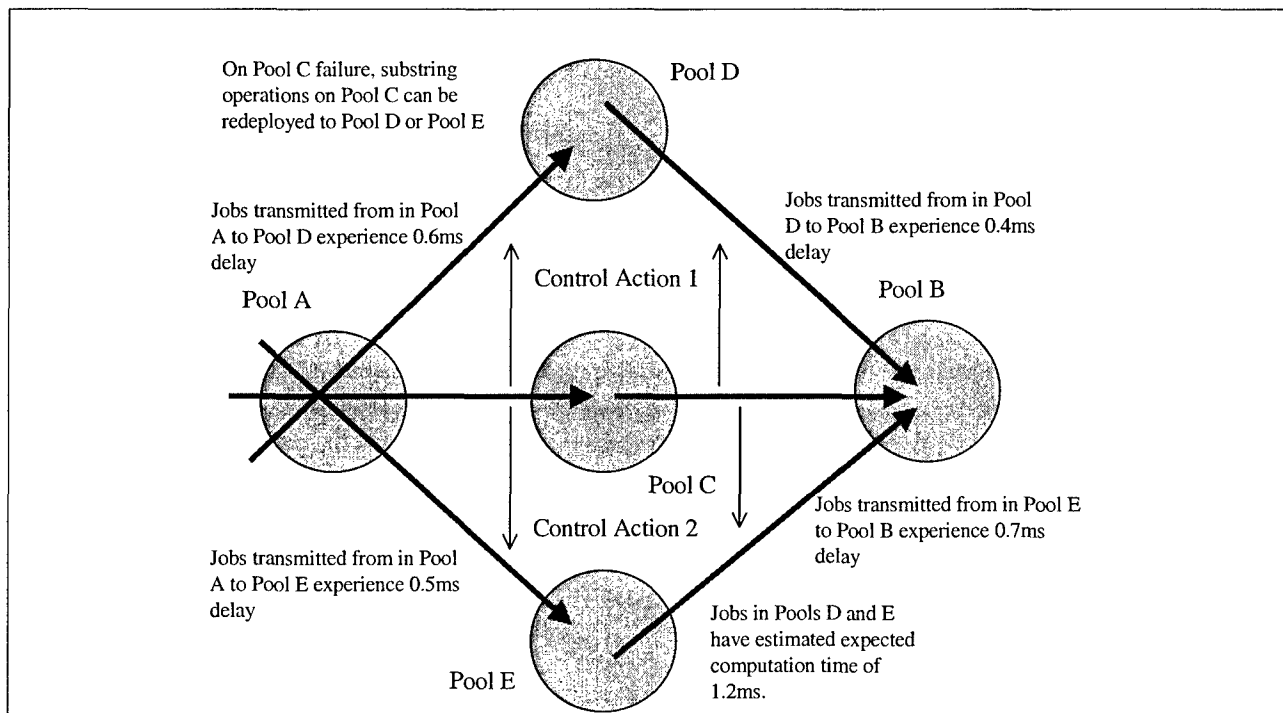 On Pool C failure, substring
operations on Pool C can be
redeployed to Pool D or Pool E
Pool D
Jobs transmitted from in Pool
A to Pool D experience 0.6ms
delay
Jobs transmitted from in Pool
D to Pool B experience 0.4ms
delay
Control Action 1
Pool A
Pool B
Pool C
Control Action 2
Jobs transmitted from in Pool E
to Pool B experience 0.7ms
delay
Jobs transmitted from in Pool
A to Pool E experience 0.5ms
delay
Pool E
Jobs in Pools D and E
have estimated expected
computation time of
1.2ms.